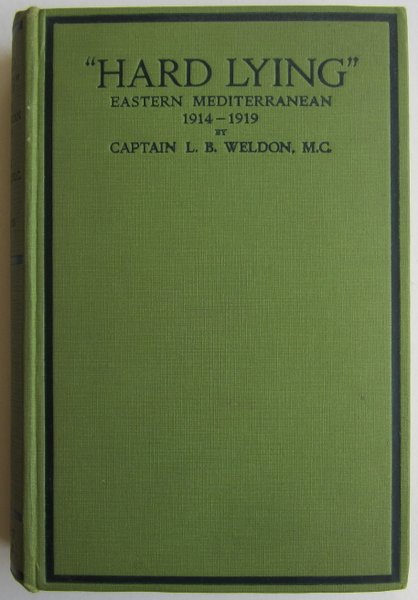 "HARD LYING"
EASTERN MEDITERRANEAN
1914-1919
BY
CAPTAIN L. B. WELDON, M.C.